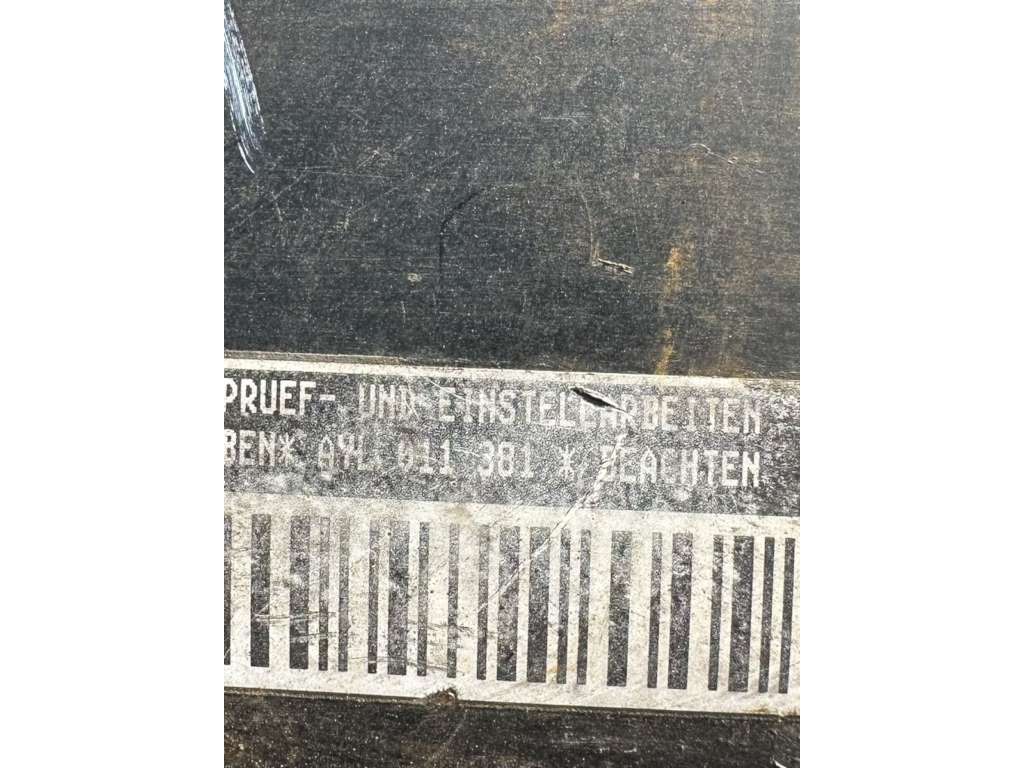 PRUEF- UND EINSTELLARBEITEN
BEN* A9L 011 381 * BEACHTEN